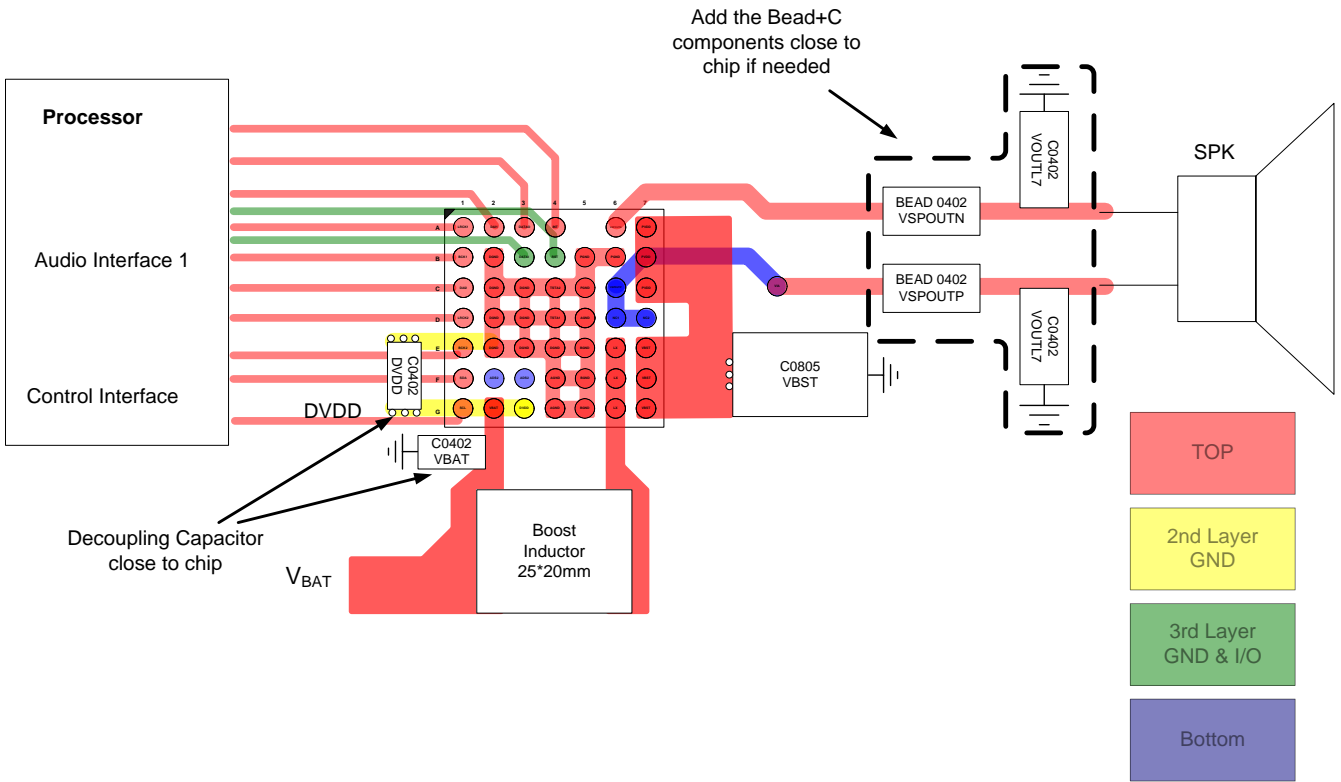 Add the Bead+C
components close to
chip if needed
Processor
Audio Interface 1
Control Interface
1 2 3 4 5 6 7
A
B
C
D
E
F
G
C0402
DVDD
DVDD
C0402
VBAT
Decoupling Capacitor
close to chip
VBAT
Boost
Inductor
25*20mm
C0805
VBST
BEAD 0402
VSPOUTN
BEAD 0402
VSPOUTP
C0402
VOUTL7
C0402
VOUTL7
SPK
TOP
2nd Layer
GND
3rd Layer
GND & I/O
Bottom